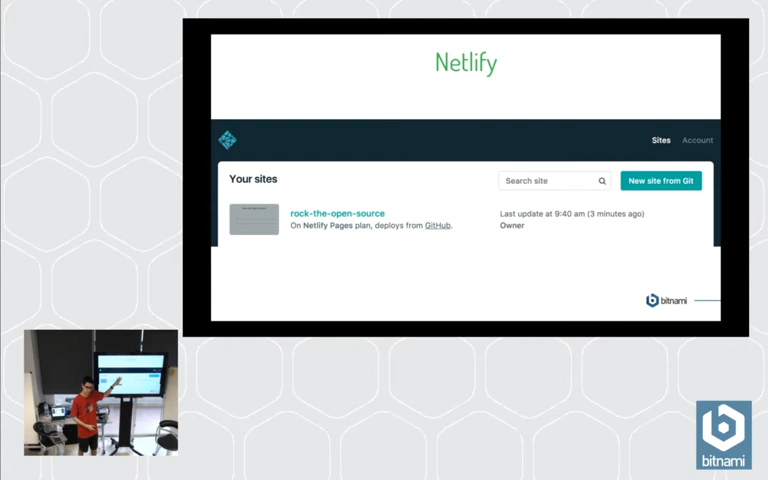 Netlify
Sites Account
Your sites
Search site
New site from Git
rock-the-open-source
Last update at 9:40 am (3 minutes ago)
On Netlify Pages plan, deploys from GitHub.
Owner
bitnami
bitnami